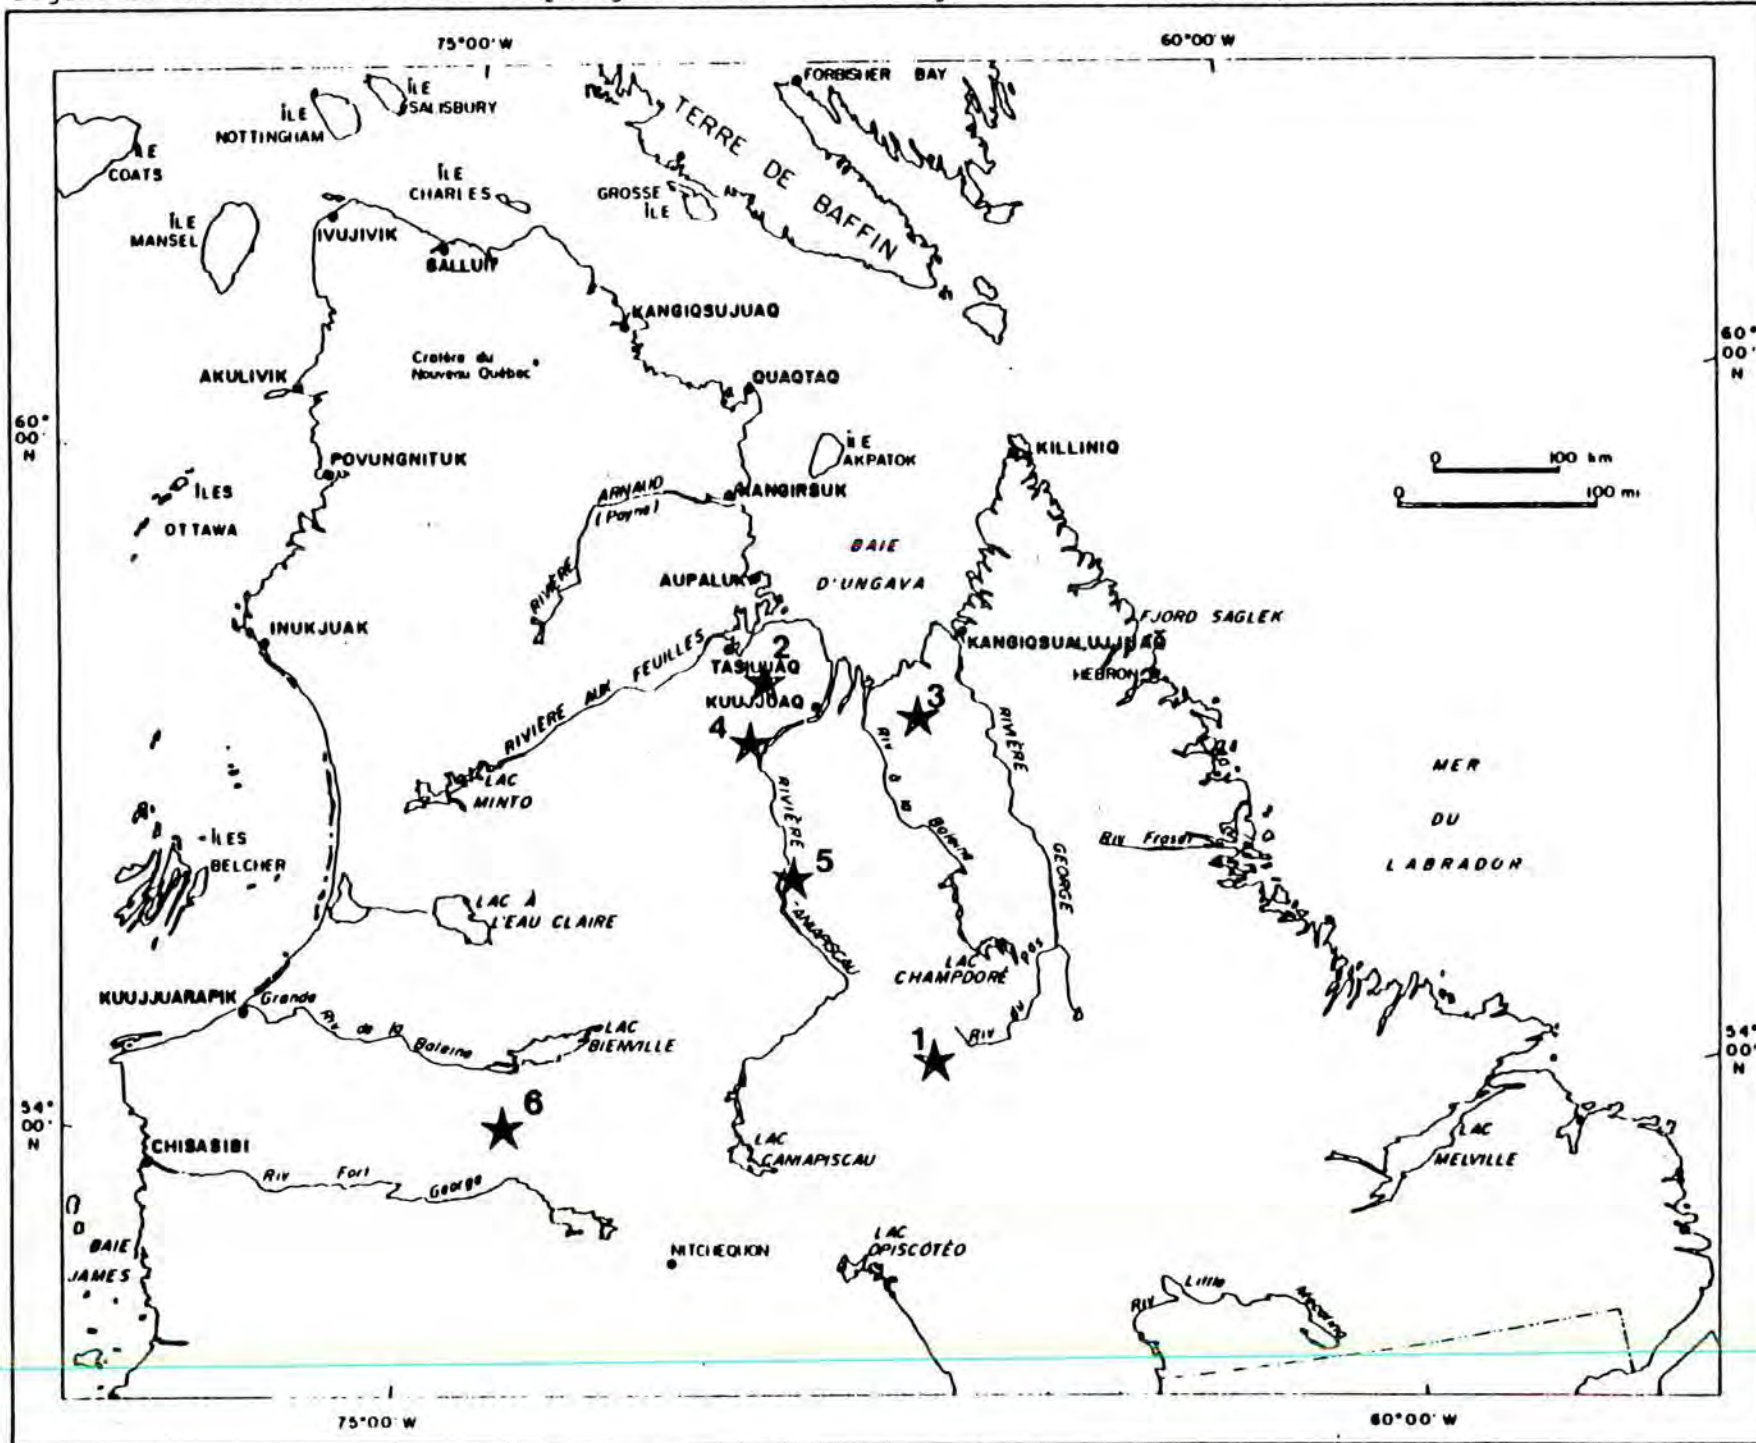 75°00' W
60°00' W
FORBISHER BAY
ÎLE
SALISBURY
ÎLE
NOTTINGHAM
TERRE DE BAFFIN
COATS
ÎLE
CHARLES
GROSSE
ÎLE
ÎLE
MANSEL
IVUJIVIK
SALLUIT
KANGIQSUJUAQ
60°
00'
N
Cratère du
Nouveau Québec
AKULIVIK
QUAQTAQ
60°
00'
N
ÎLE
AKPATOK
KILLINIQ
POVUNGNITUK
0 100 km
ÎLES
OTTAWA
ARNAUD
(Payne)
RIVIÈRE
KANGIRSUK
0 100 mi
BAIE
D'UNGAVA
AUPALUK
FJORD SAGLEK
INUKJUAK
KANGIQSUALUJJUAQ
HEBRON
2
TASIUJAQ
RIVIÈRE AUX FEUILLES
KUUJJUAQ
3
4
RIVIÈRE
GEORGE
LAC
MINTO
MER
DU
LABRADOR
RIVIÈRE
Riv à la Baleine
Riv Fraser
ÎLES
BELCHER
5
LAC À
L'EAU CLAIRE
LAC
CHAMPDORÉ
KUUJJUARAPIK
Grande
Riv de la
Baleine
LAC
BIENVILLE
Riv
1
54°
00'
N
54°
00'
N
6
CHISASIBI
LAC
CANIAPISCAU
LAC
MELVILLE
Riv Fort George
BAIE
JAMES
NITCHEQUON
LAC
OPISCOTÉO
Riv Little
75°00' W
60°00' W